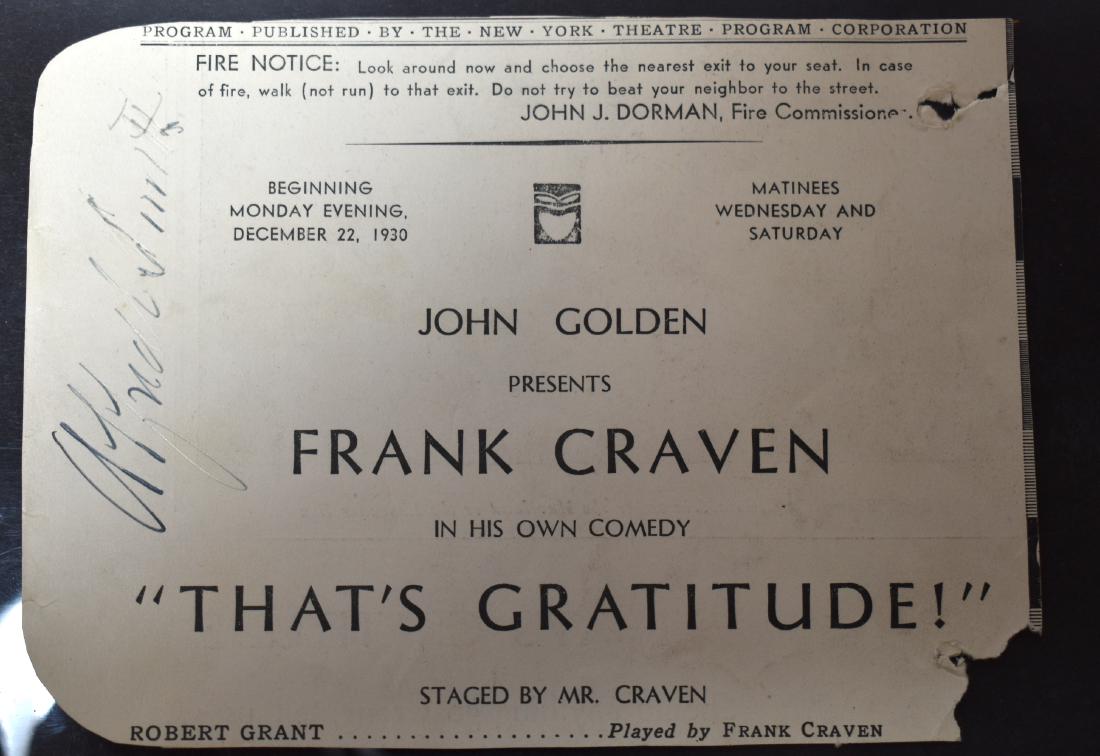 PROGRAM · PUBLISHED · BY · THE · NEW · YORK · THEATRE · PROGRAM · CORPORATION
FIRE NOTICE: Look around now and choose the nearest exit to your seat. In case
of fire, walk (not run) to that exit. Do not try to beat your neighbor to the street.
JOHN J. DORMAN, Fire Commissioner.
BEGINNING
MONDAY EVENING,
DECEMBER 22, 1930
MATINEES
WEDNESDAY AND
SATURDAY
JOHN GOLDEN
PRESENTS
FRANK CRAVEN
IN HIS OWN COMEDY
"THAT'S GRATITUDE!"
STAGED BY MR. CRAVEN
ROBERT GRANT ....................Played by FRANK CRAVEN